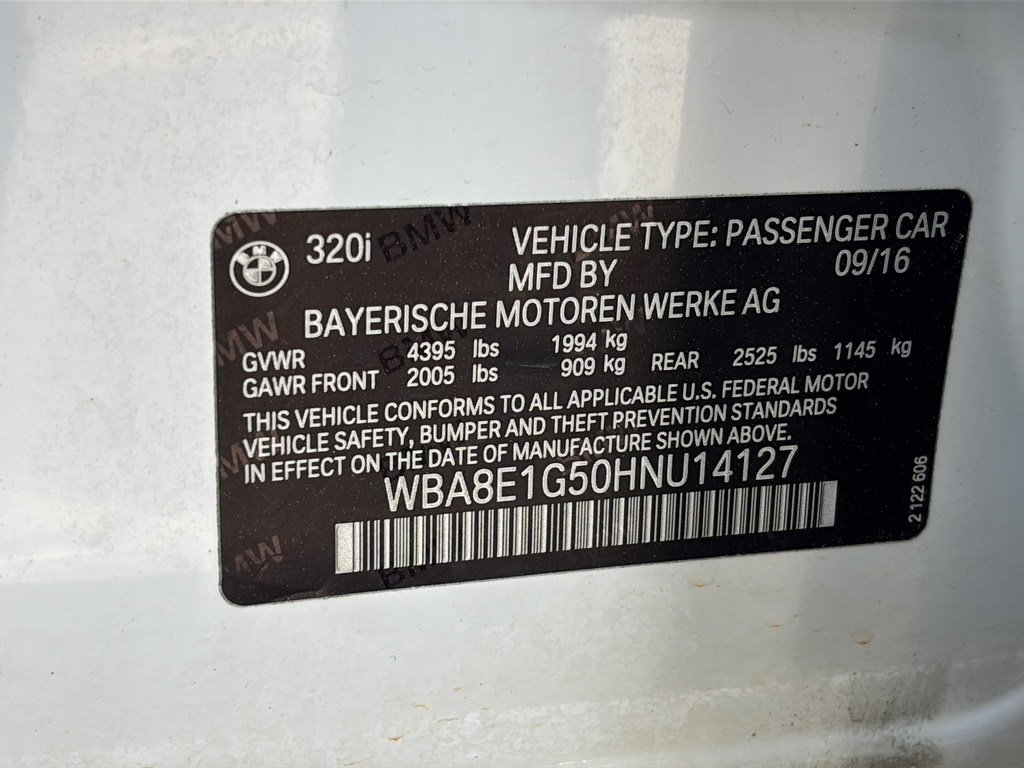 320i VEHICLE TYPE: PASSENGER CAR
MFD BY 09/16
BAYERISCHE MOTOREN WERKE AG
GVWR 4395 lbs 1994 kg
GAWR FRONT 2005 lbs 909 kg REAR 2525 lbs 1145 kg
THIS VEHICLE CONFORMS TO ALL APPLICABLE U.S. FEDERAL MOTOR
VEHICLE SAFETY, BUMPER AND THEFT PREVENTION STANDARDS
IN EFFECT ON THE DATE OF MANUFACTURE SHOWN ABOVE.
WBA8E1G50HNU14127
2 122 606
BMW